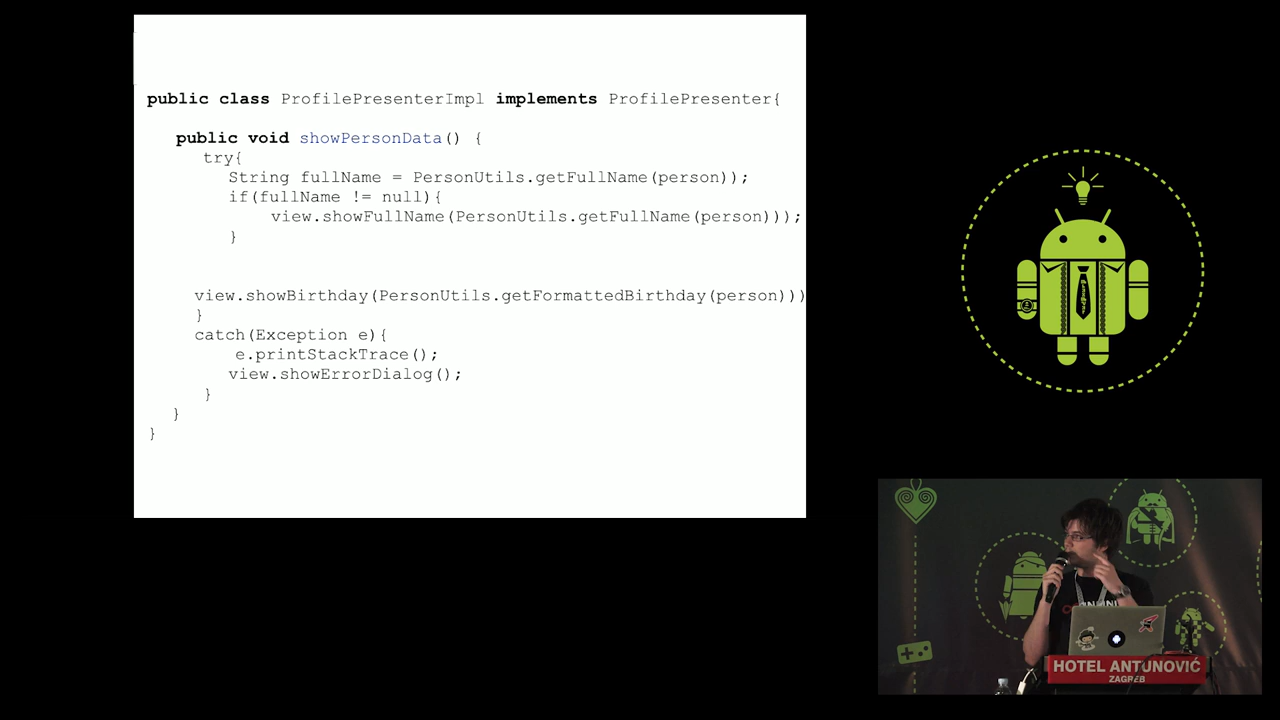 public class ProfilePresenterImpl implements ProfilePresenter{
public void showPersonData() {
try{
String fullName = PersonUtils.getFullName(person));
if(fullName != null){
view.showFullName(PersonUtils.getFullName(person)));
}
view.showBirthday(PersonUtils.getFormattedBirthday(person)))
}
catch(Exception e){
e.printStackTrace();
view.showErrorDialog();
}
}
}
HOTEL ANTUNOVIĆ
ZAGREB